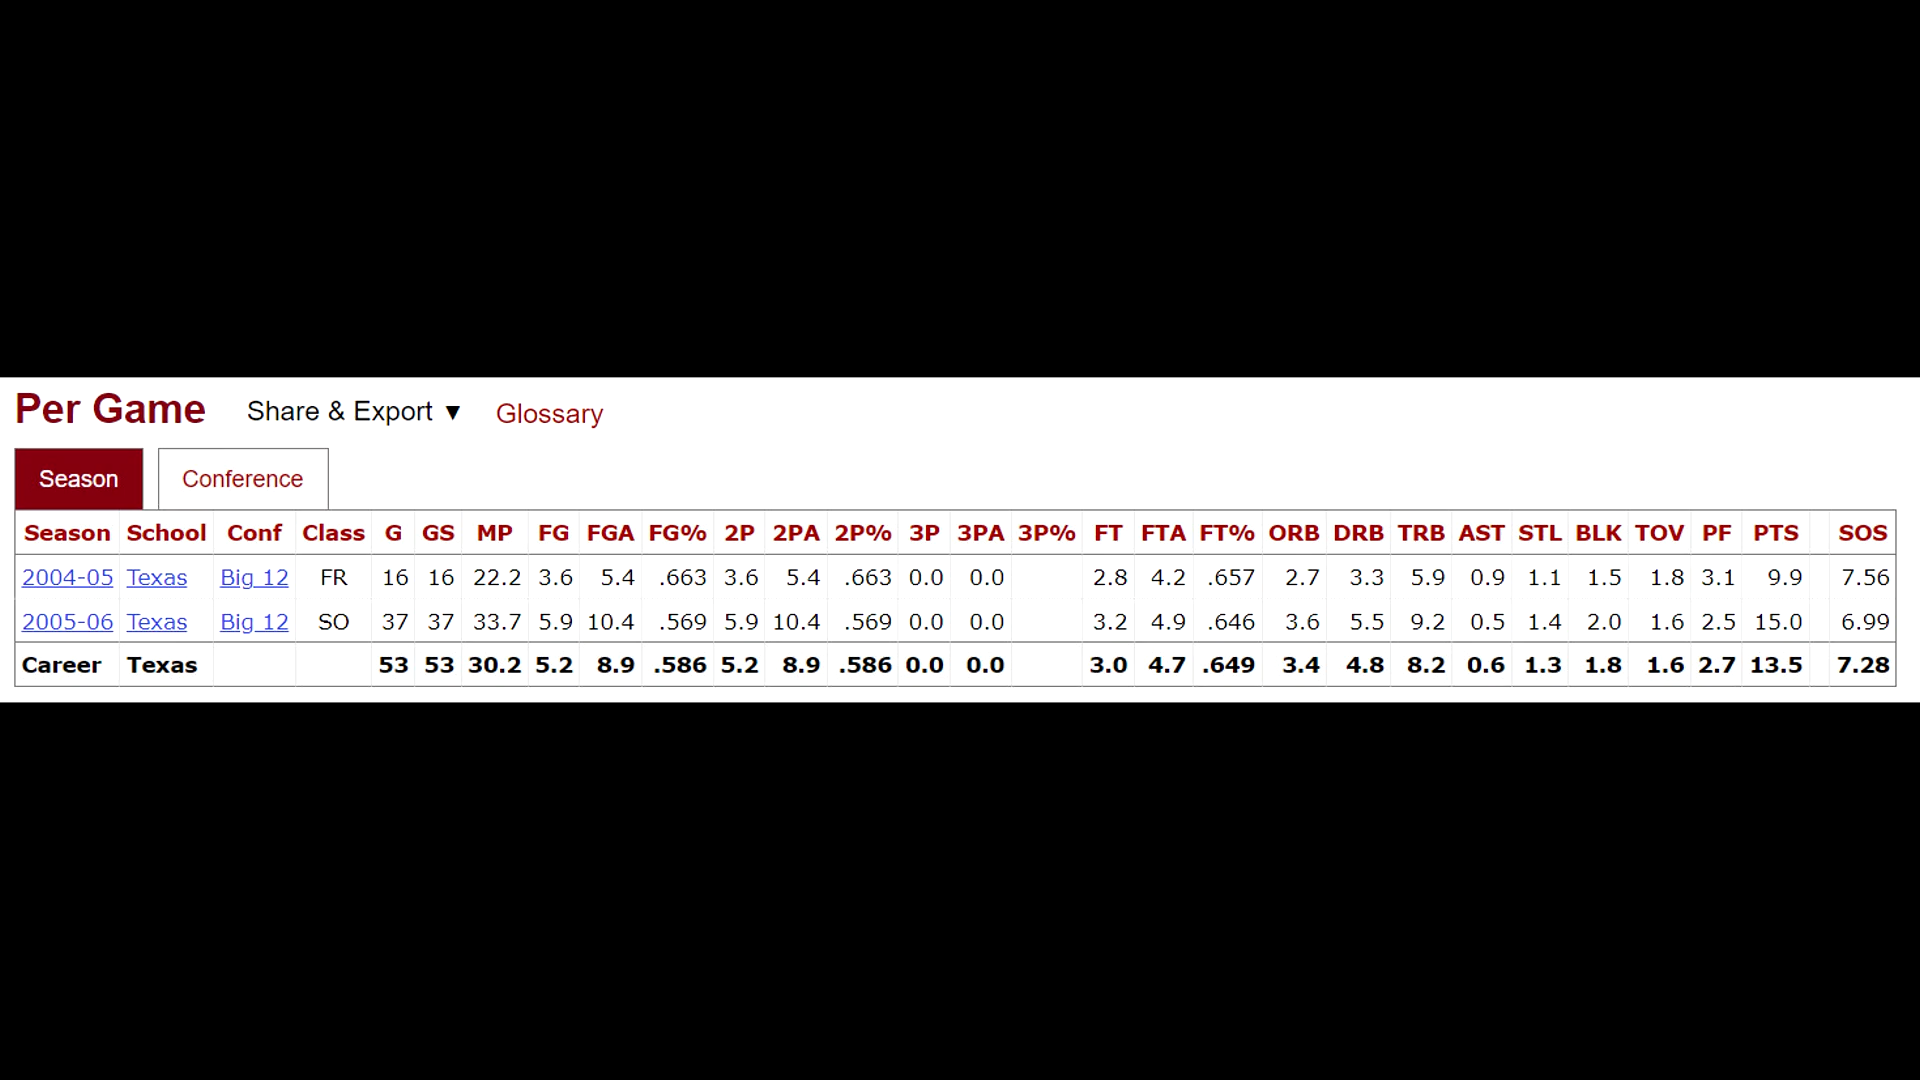 Per Game Share & Export ▼ Glossary
Season Conference
Season School Conf Class G GS MP FG FGA FG% 2P 2PA 2P% 3P 3PA 3P% FT FTA FT% ORB DRB TRB AST STL BLK TOV PF PTS SOS
2004-05 Texas Big 12 FR 16 16 22.2 3.6 5.4 .663 3.6 5.4 .663 0.0 0.0 2.8 4.2 .657 2.7 3.3 5.9 0.9 1.1 1.5 1.8 3.1 9.9 7.56
2005-06 Texas Big 12 SO 37 37 33.7 5.9 10.4 .569 5.9 10.4 .569 0.0 0.0 3.2 4.9 .646 3.6 5.5 9.2 0.5 1.4 2.0 1.6 2.5 15.0 6.99
Career Texas 53 53 30.2 5.2 8.9 .586 5.2 8.9 .586 0.0 0.0 3.0 4.7 .649 3.4 4.8 8.2 0.6 1.3 1.8 1.6 2.7 13.5 7.28